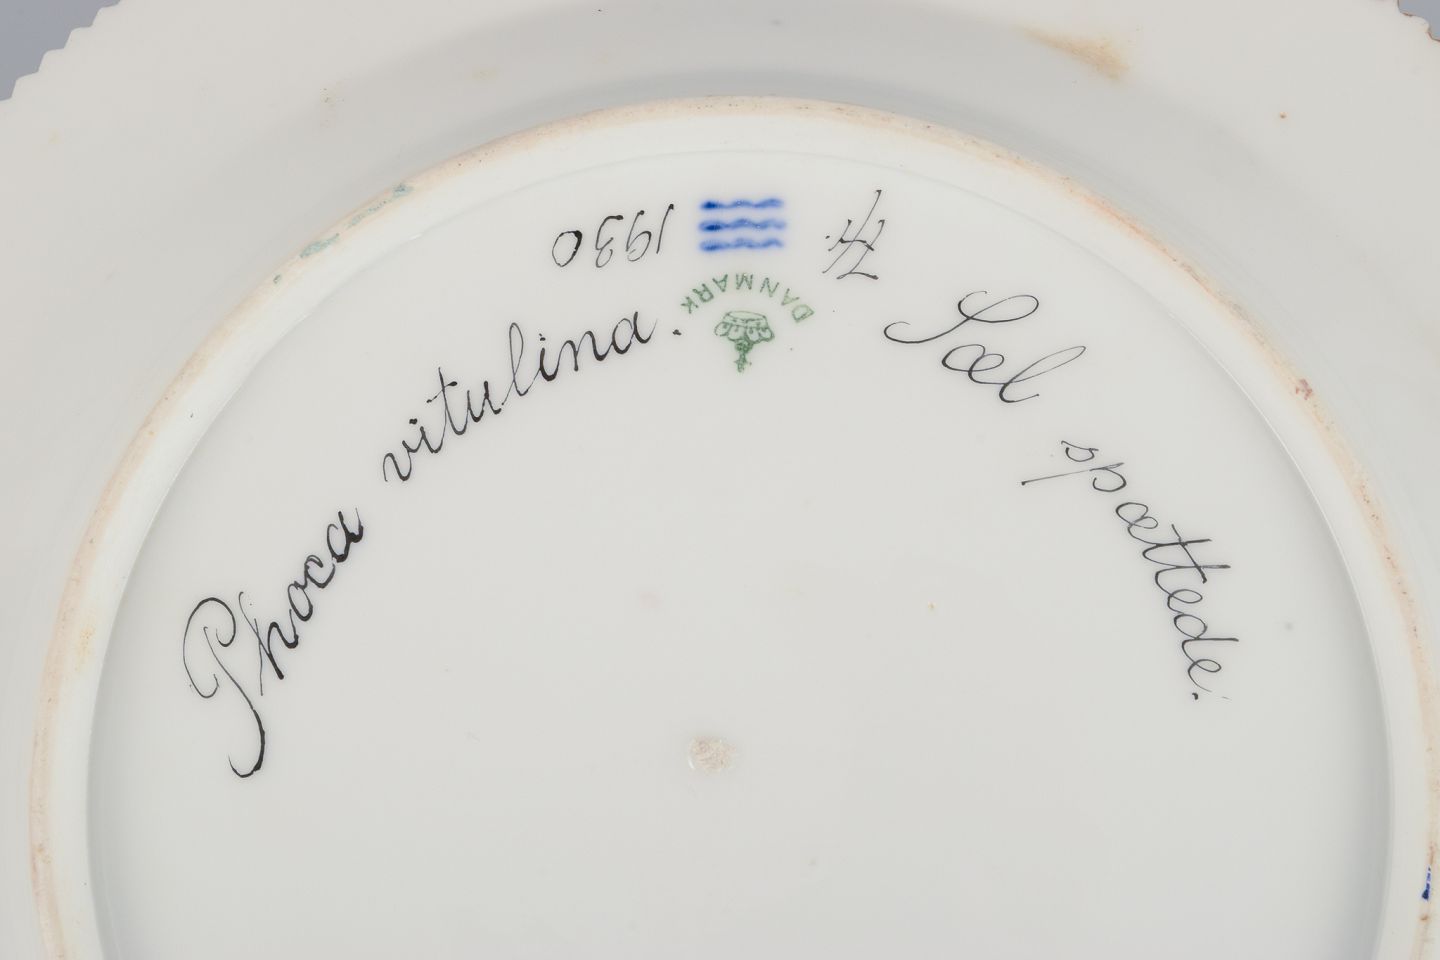 Phoca vitulina.
Sæl spættede.
DANMARK
1930